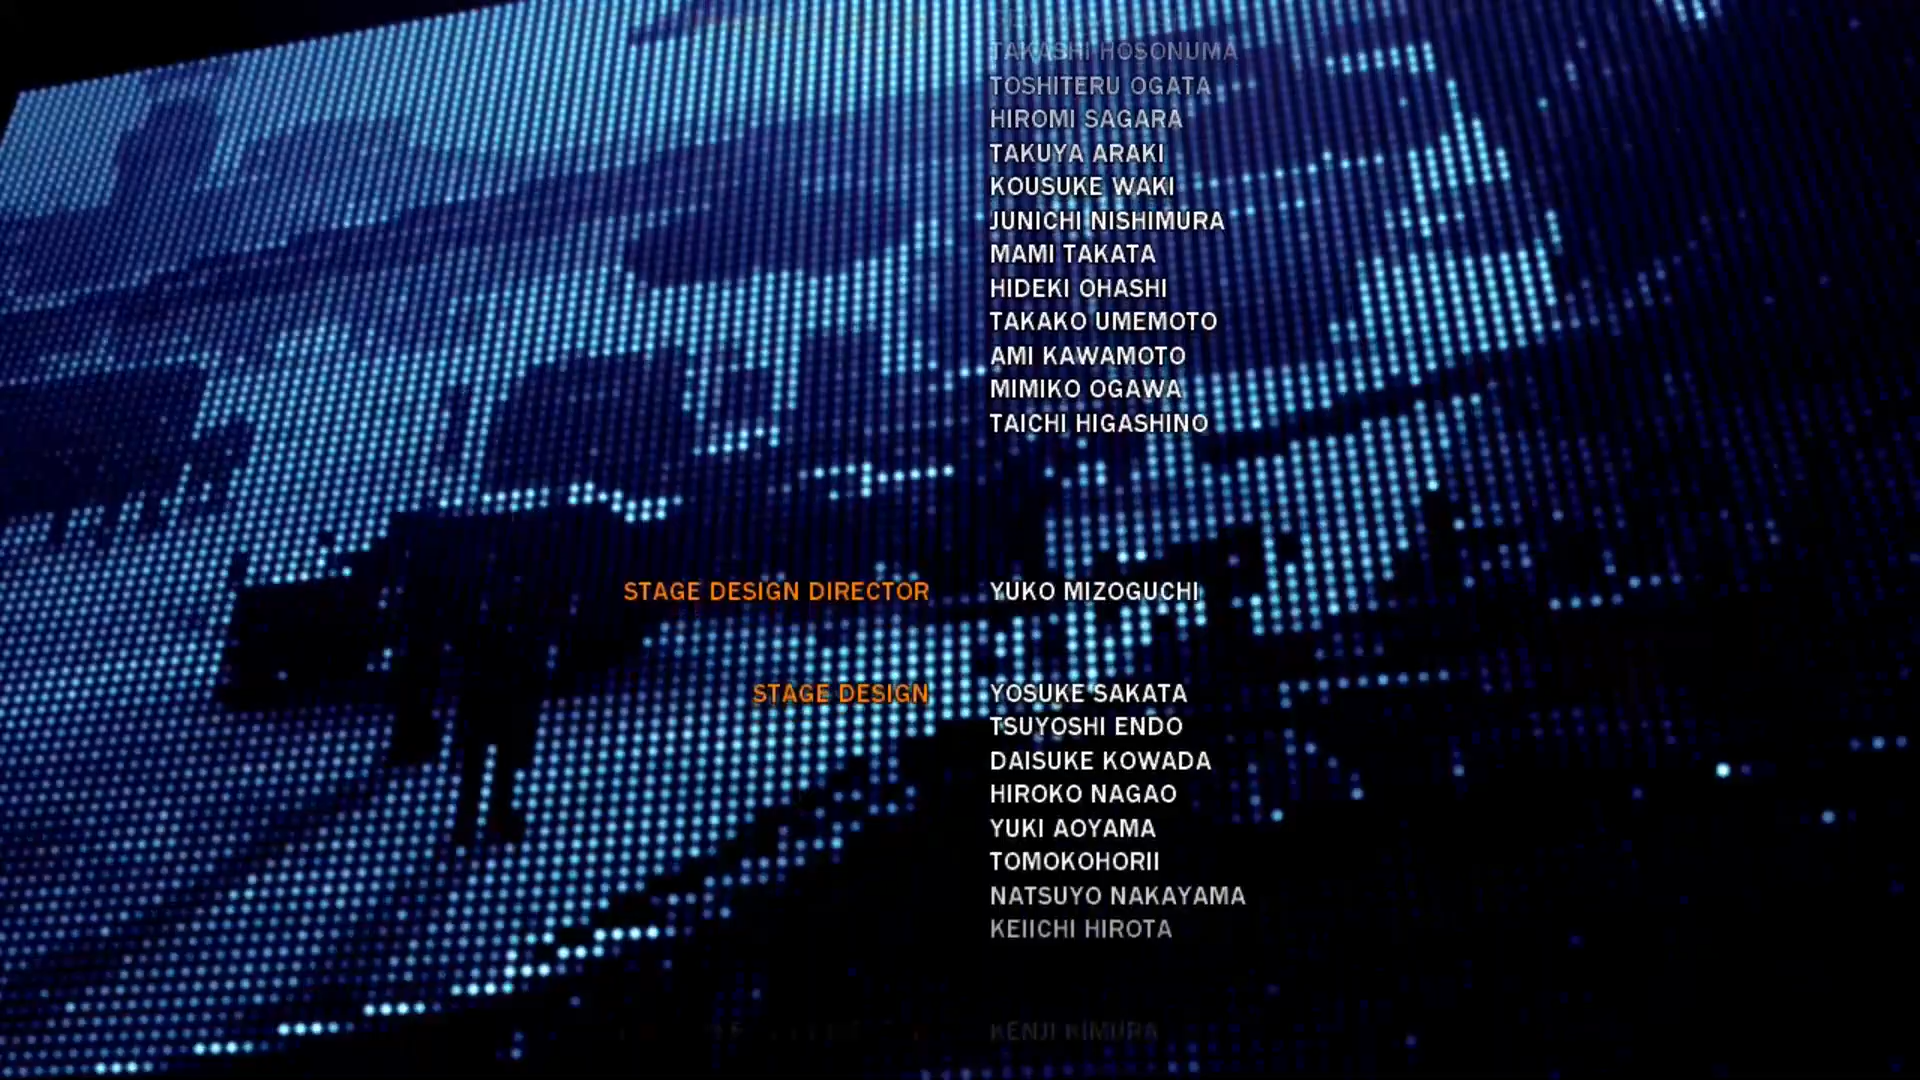 TAKASHI HOSONUMA
TOSHITERU OGATA
HIROMI SAGARA
TAKUYA ARAKI
KOUSUKE WAKI
JUNICHI NISHIMURA
MAMI TAKATA
HIDEKI OHASHI
TAKAKO UMEMOTO
AMI KAWAMOTO
MIMIKO OGAWA
TAICHI HIGASHINO
STAGE DESIGN DIRECTOR YUKO MIZOGUCHI
STAGE DESIGN YOSUKE SAKATA
TSUYOSHI ENDO
DAISUKE KOWADA
HIROKO NAGAO
YUKI AOYAMA
TOMOKOHORII
NATSUYO NAKAYAMA
KEIICHI HIROTA
KENJI KIMURA